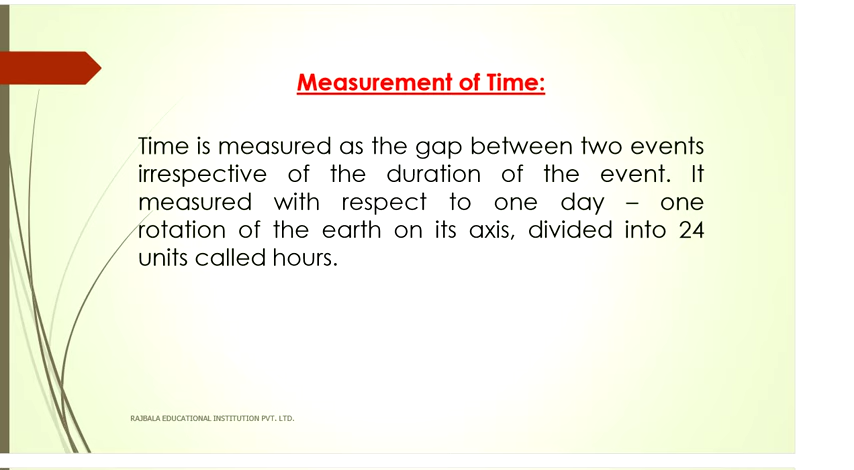 Measurement of Time:
Time is measured as the gap between two events
irrespective of the duration of the event. It
measured with respect to one day – one
rotation of the earth on its axis, divided into 24
units called hours.
RAJBALA EDUCATIONAL INSTITUTION PVT. LTD.